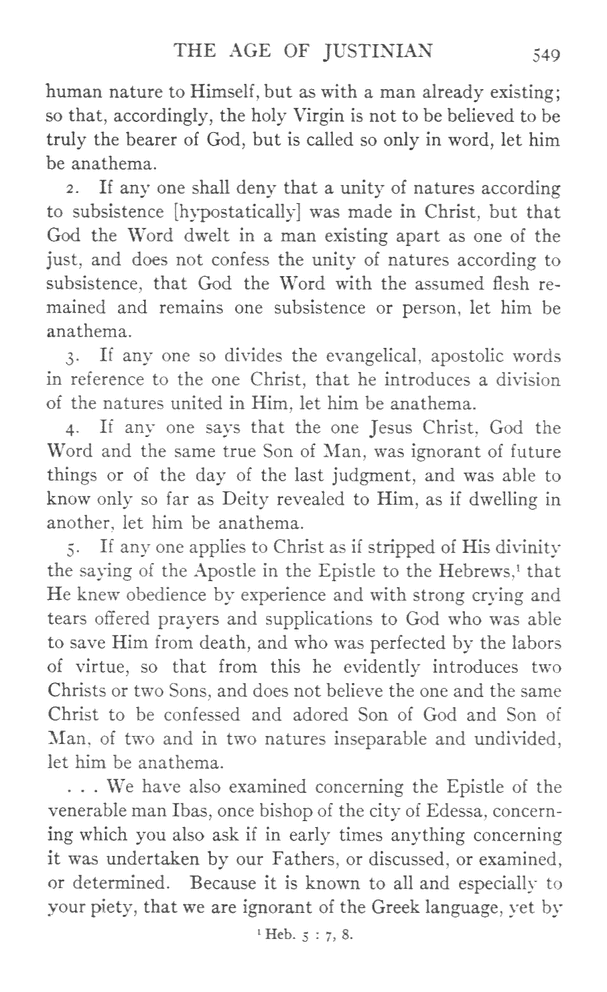 THE AGE OF JUSTINIAN 549
human nature to Himself, but as with a man already existing;
so that, accordingly, the holy Virgin is not to be believed to be
truly the bearer of God, but is called so only in word, let him
be anathema.
2. If any one shall deny that a unity of natures according
to subsistence [hypostatically] was made in Christ, but that
God the Word dwelt in a man existing apart as one of the
just, and does not confess the unity of natures according to
subsistence, that God the Word with the assumed flesh re-
mained and remains one subsistence or person, let him be
anathema.
3. If any one so divides the evangelical, apostolic words
in reference to the one Christ, that he introduces a division
of the natures united in Him, let him be anathema.
4. If any one says that the one Jesus Christ, God the
Word and the same true Son of Man, was ignorant of future
things or of the day of the last judgment, and was able to
know only so far as Deity revealed to Him, as if dwelling in
another, let him be anathema.
5. If any one applies to Christ as if stripped of His divinity
the saying of the Apostle in the Epistle to the Hebrews,¹ that
He knew obedience by experience and with strong crying and
tears offered prayers and supplications to God who was able
to save Him from death, and who was perfected by the labors
of virtue, so that from this he evidently introduces two
Christs or two Sons, and does not believe the one and the same
Christ to be confessed and adored Son of God and Son of
Man, of two and in two natures inseparable and undivided,
let him be anathema.
. . . We have also examined concerning the Epistle of the
venerable man Ibas, once bishop of the city of Edessa, concern-
ing which you also ask if in early times anything concerning
it was undertaken by our Fathers, or discussed, or examined,
or determined. Because it is known to all and especially to
your piety, that we are ignorant of the Greek language, yet by
¹ Heb. 5 : 7, 8.